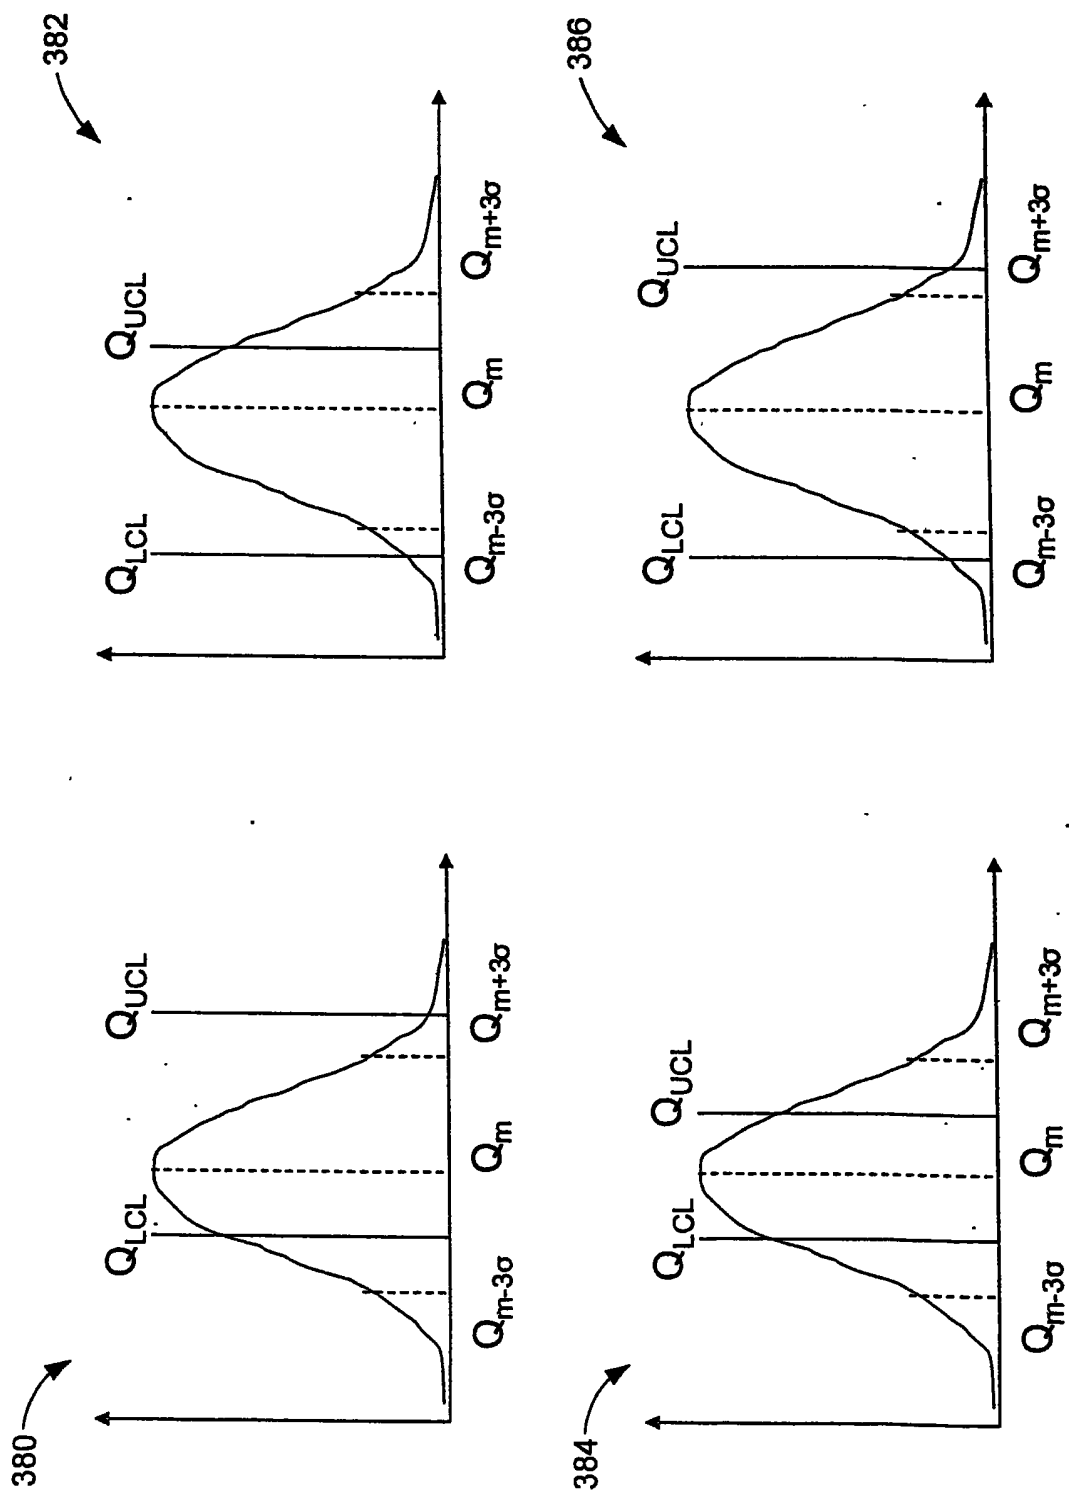 380
Q_LCL
Q_UCL
Q_m-3σ
Q_m
Q_m+3σ
382
Q_LCL
Q_UCL
Q_m-3σ
Q_m
Q_m+3σ
384
Q_LCL
Q_UCL
Q_m-3σ
Q_m
Q_m+3σ
386
Q_LCL
Q_UCL
Q_m-3σ
Q_m
Q_m+3σ